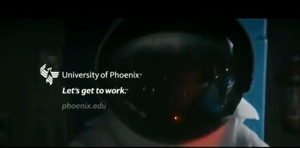 University of Phoenix®
Let's get to work.
phoenix.edu